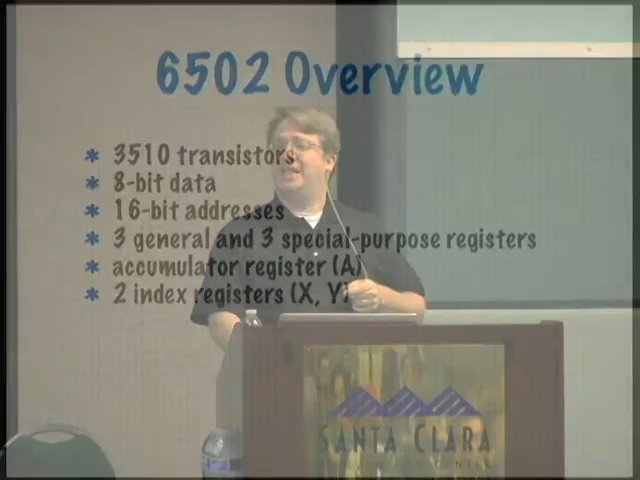 6502 Overview
* 3510 transistors
* 8-bit data
* 16-bit addresses
* 3 general and 3 special-purpose registers
* accumulator register (A)
* 2 index registers (X, Y)
SANTA CLARA